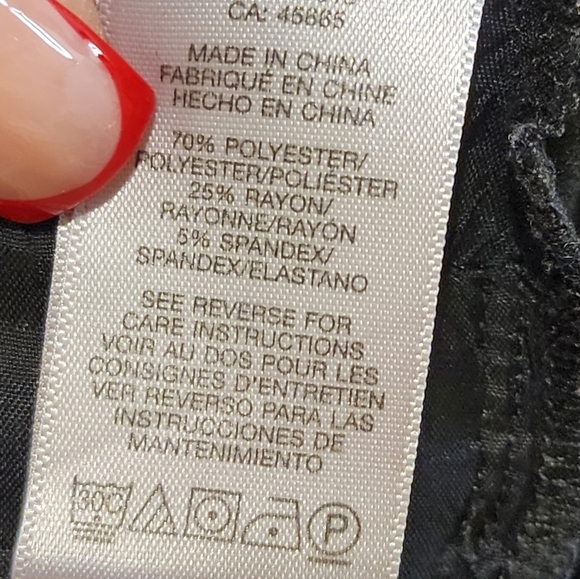 CA: 45865
MADE IN CHINA
FABRIQUÉ EN CHINE
HECHO EN CHINA
70% POLYESTER/
POLYESTER/POLIÉSTER
25% RAYON/
RAYONNE/RAYON
5% SPANDEX/
SPANDEX/ELASTANO
SEE REVERSE FOR
CARE INSTRUCTIONS
VOIR AU DOS POUR LES
CONSIGNES D'ENTRETIEN
VER REVERSO PARA LAS
INSTRUCCIONES DE
MANTENIMIENTO
30C P